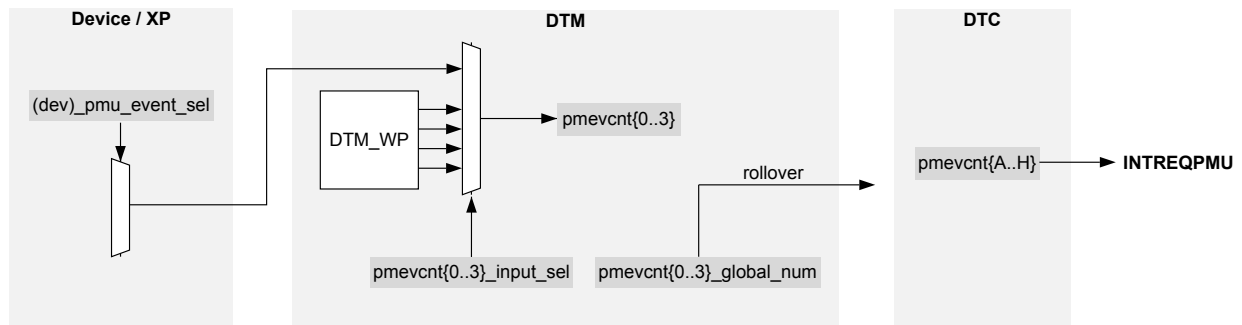 Device / XP
DTM
DTC
(dev)_pmu_event_sel
DTM_WP
pmevcnt{0..3}
pmevcnt{A..H}
INTREQPMU
rollover
pmevcnt{0..3}_input_sel
pmevcnt{0..3}_global_num